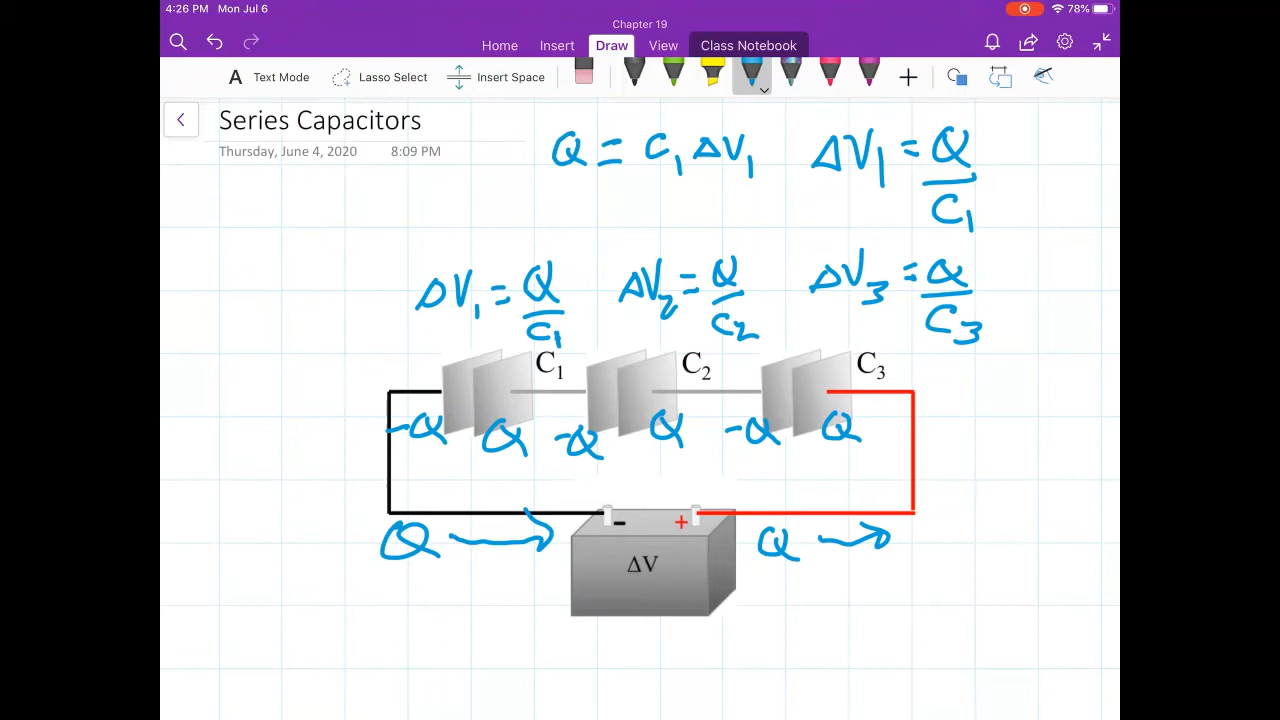 4:26 PM Mon Jul 6 78%
Chapter 19
Home Insert Draw View Class Notebook
A Text Mode Lasso Select Insert Space
Series Capacitors
Thursday, June 4, 2020 8:09 PM
Q = C₁ ΔV₁ ΔV₁ = Q/C₁
ΔV₁ = Q/C₁ ΔV₂ = Q/C₂ ΔV₃ = Q/C₃
C₁ C₂ C₃
-Q Q -Q Q -Q Q
- +
Q → Q →
ΔV